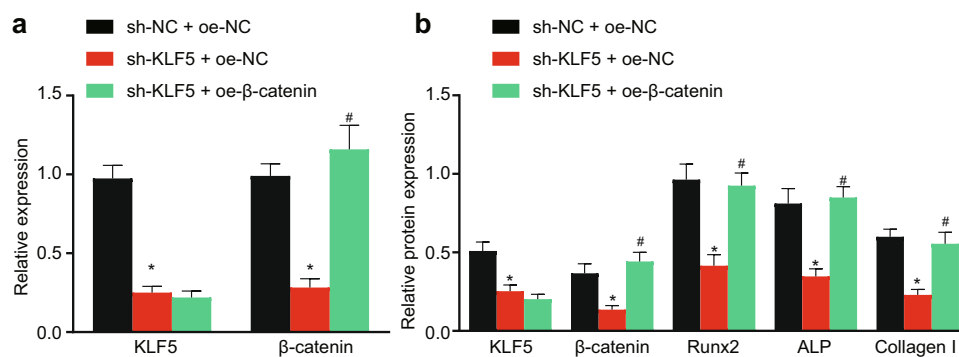 a
sh-NC + oe-NC
sh-KLF5 + oe-NC
sh-KLF5 + oe-β-catenin
Relative expression
1.5
1.0
0.5
0.0
*
*
#
KLF5
β-catenin
b
sh-NC + oe-NC
sh-KLF5 + oe-NC
sh-KLF5 + oe-β-catenin
Relative protein expression
1.5
1.0
0.5
0.0
*
*
#
*
#
*
#
*
#
KLF5
β-catenin
Runx2
ALP
Collagen I